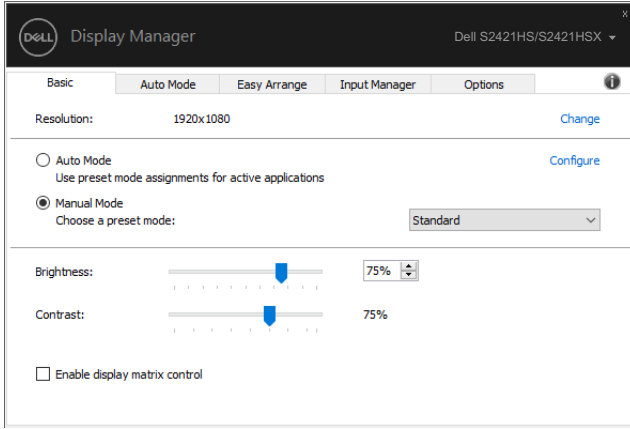 DELL Display Manager
Dell S2421HS/S2421HSX
x
Basic Auto Mode Easy Arrange Input Manager Options
Resolution: 1920x1080 Change
Auto Mode Configure
Use preset mode assignments for active applications
Manual Mode
Choose a preset mode: Standard
Brightness: 75%
Contrast: 75%
Enable display matrix control